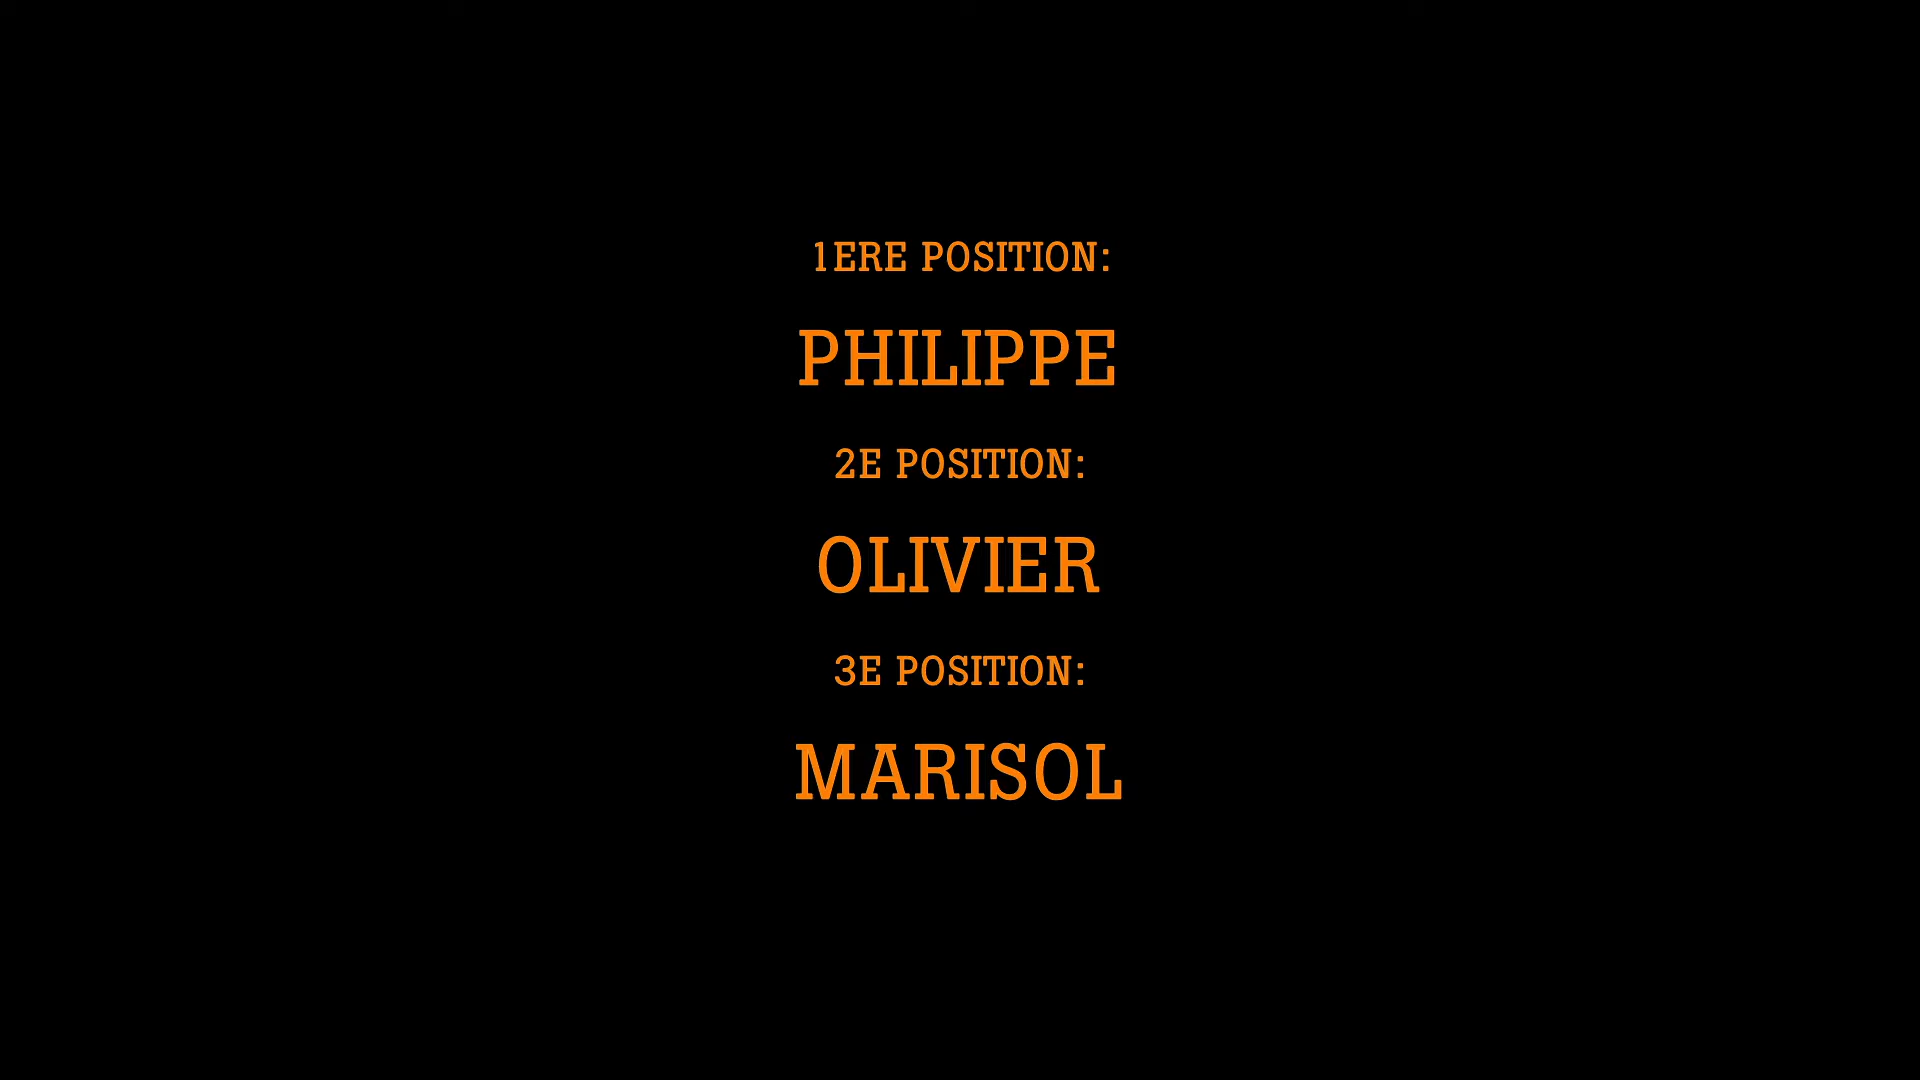 1ERE POSITION:
PHILIPPE
2E POSITION:
OLIVIER
3E POSITION:
MARISOL